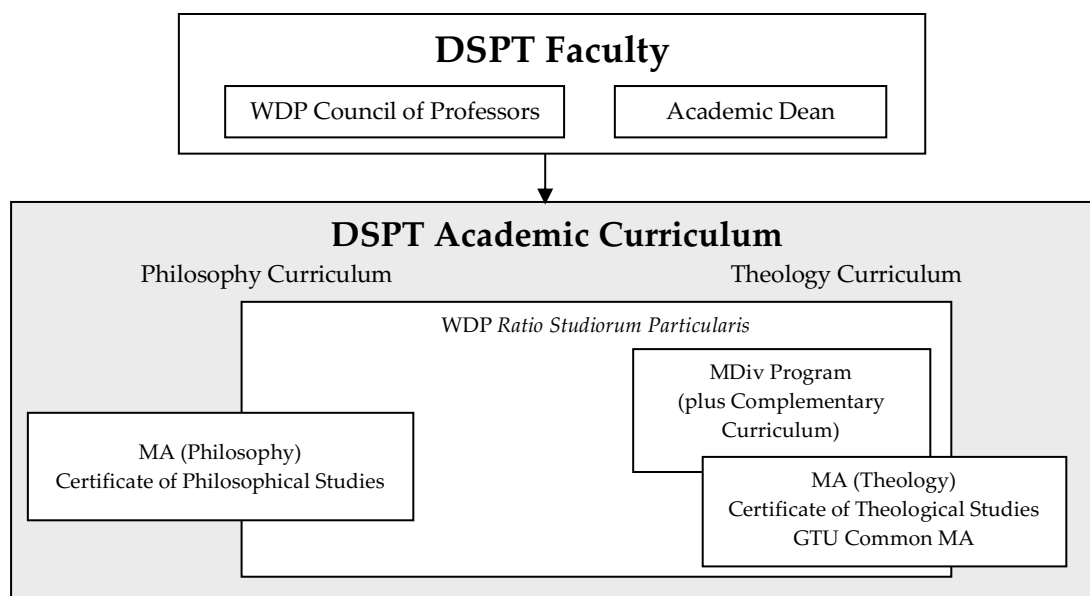 DSPT Faculty
WDP Council of Professors
Academic Dean
DSPT Academic Curriculum
Philosophy Curriculum
Theology Curriculum
WDP Ratio Studiorum Particularis
MDiv Program
(plus Complementary
Curriculum)
MA (Philosophy)
Certificate of Philosophical Studies
MA (Theology)
Certificate of Theological Studies
GTU Common MA